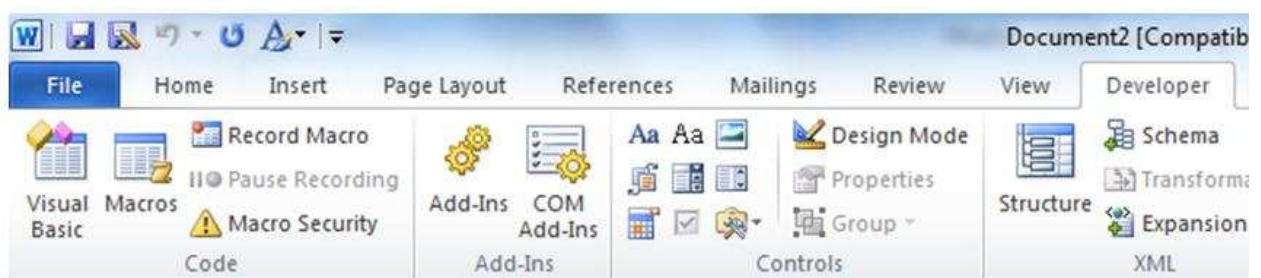 Document2 [Compatib
File Home Insert Page Layout References Mailings Review View Developer
Visual Basic
Macros
Record Macro
Pause Recording
Macro Security
Code
Add-Ins
COM Add-Ins
Add-Ins
Aa Aa
Design Mode
Properties
Group
Controls
Structure
Schema
Transforma
Expansion
XML